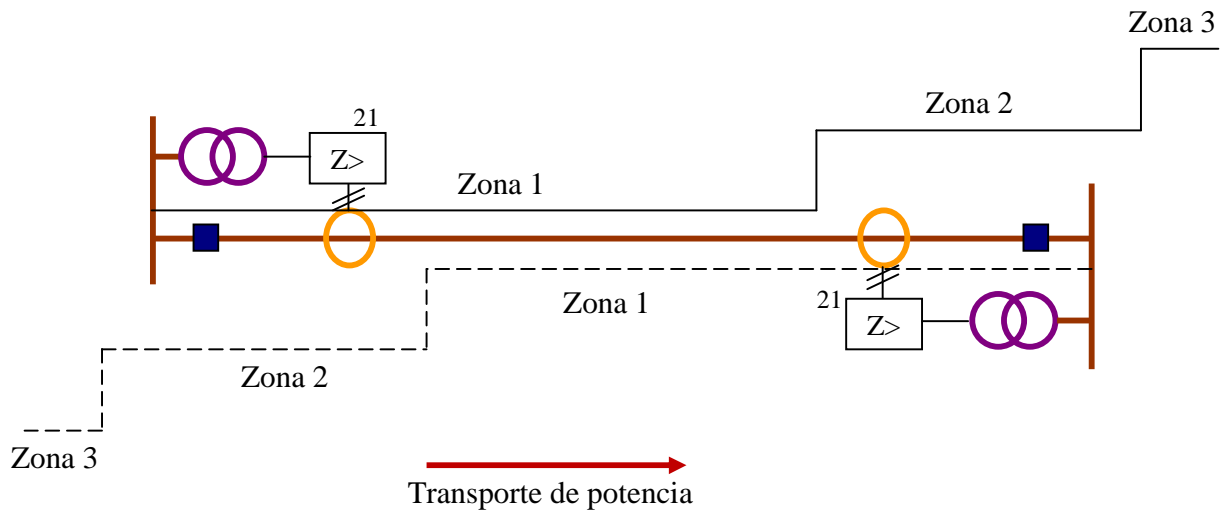 Zona 3
Zona 2
21
Z>
Zona 1
Zona 1
21
Z>
Zona 2
Zona 3
Transporte de potencia